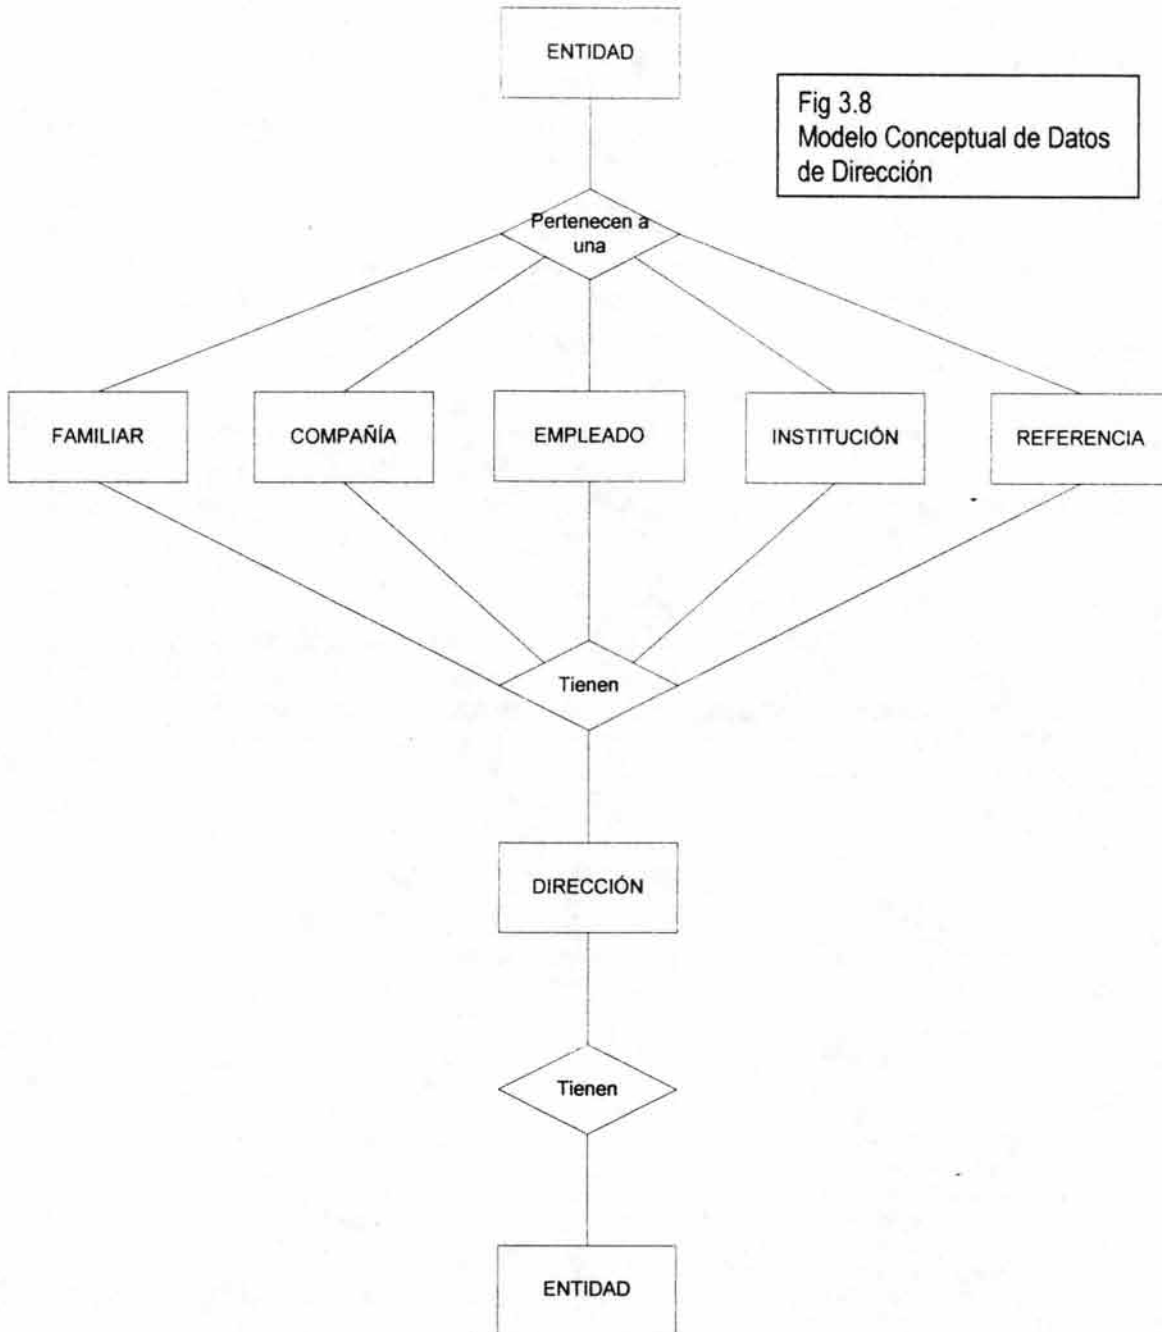 ENTIDAD
Fig 3.8
Modelo Conceptual de Datos
de Dirección
Pertenecen a
una
FAMILIAR
COMPAÑÍA
EMPLEADO
INSTITUCIÓN
REFERENCIA
Tienen
DIRECCIÓN
Tienen
ENTIDAD